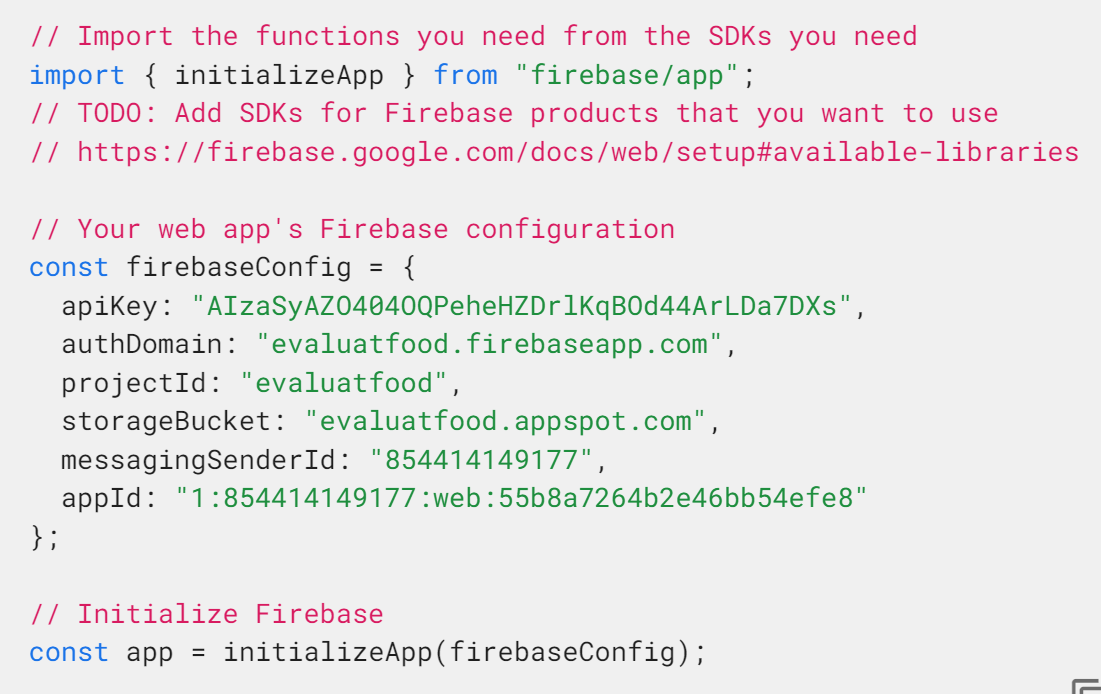 // Import the functions you need from the SDKs you need
import { initializeApp } from "firebase/app";
// TODO: Add SDKs for Firebase products that you want to use
// https://firebase.google.com/docs/web/setup#available-libraries
// Your web app's Firebase configuration
const firebaseConfig = {
apiKey: "AIzaSyAZO404OQPeheHZDrlKqBOd44ArLDa7DXs",
authDomain: "evaluatfood.firebaseapp.com",
projectId: "evaluatfood",
storageBucket: "evaluatfood.appspot.com",
messagingSenderId: "854414149177",
appId: "1:854414149177:web:55b8a7264b2e46bb54efe8"
};
// Initialize Firebase
const app = initializeApp(firebaseConfig);